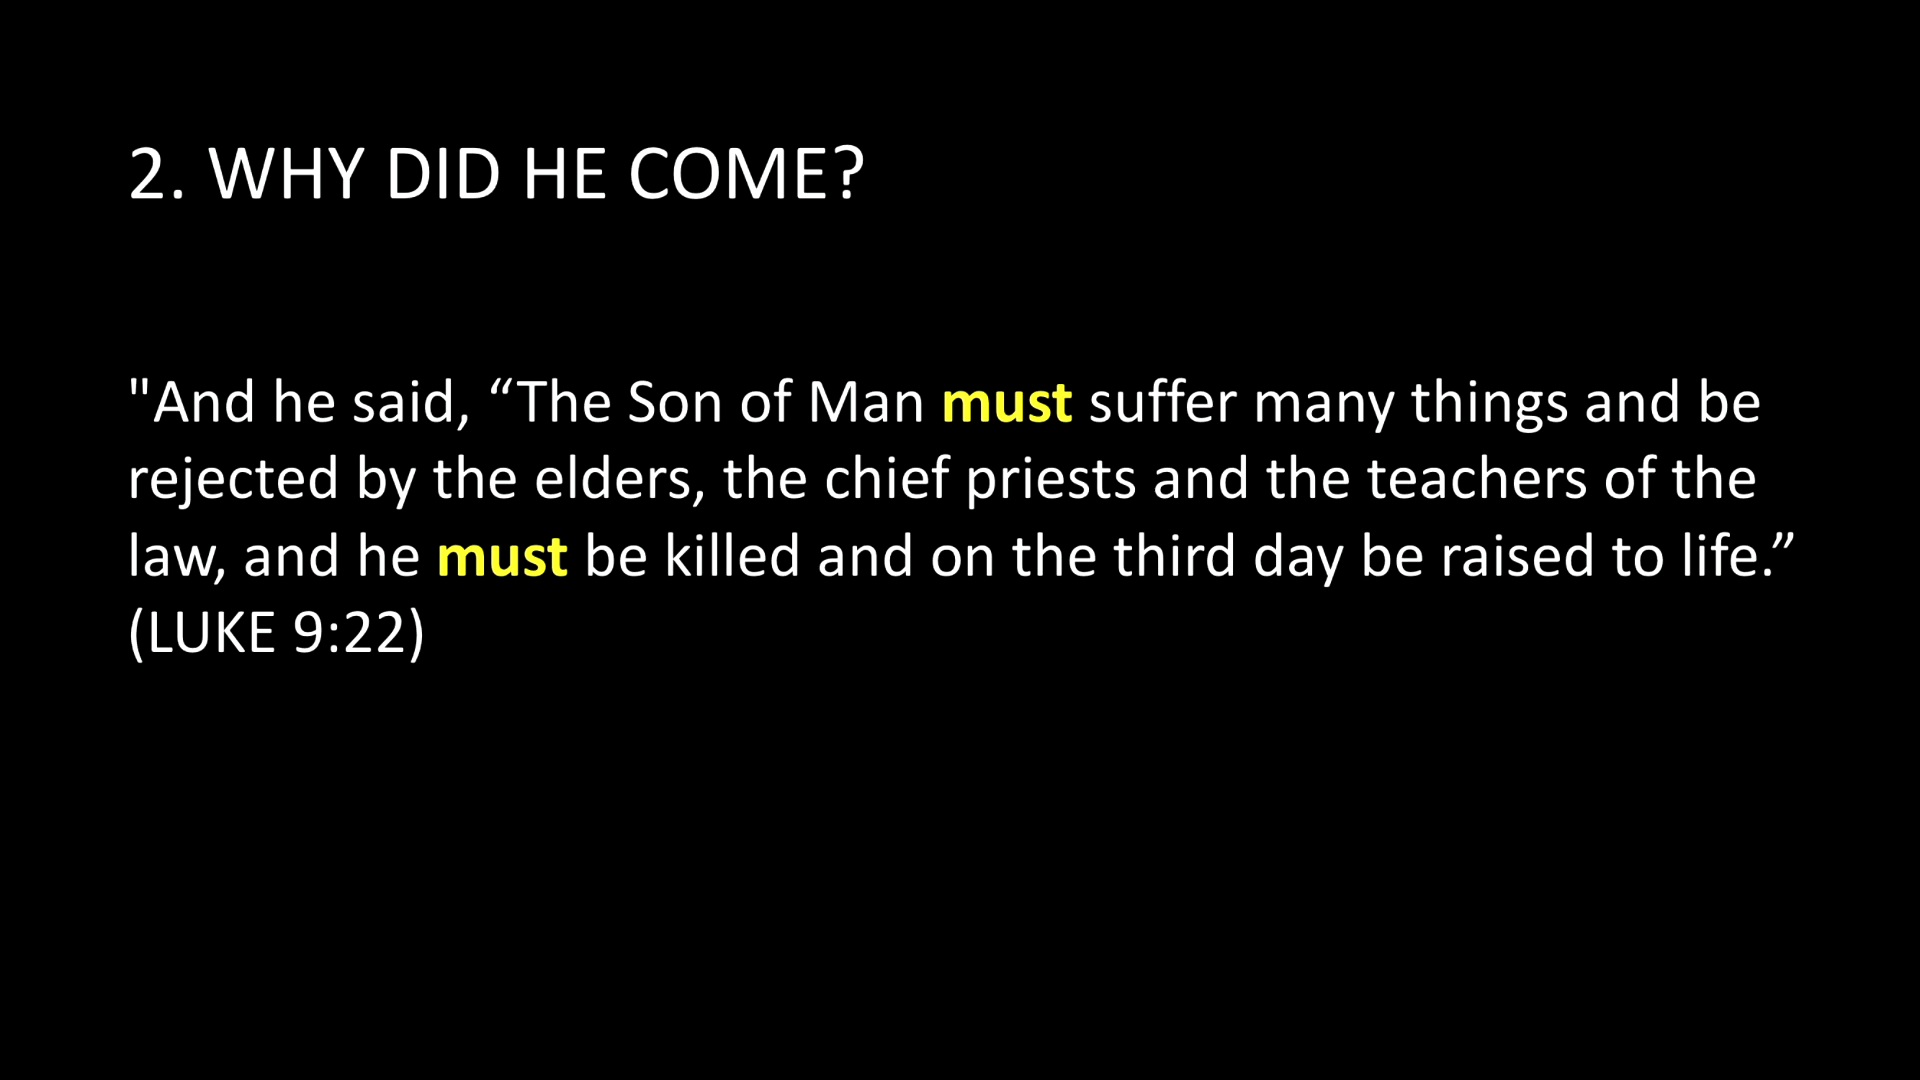 2. WHY DID HE COME?
"And he said, “The Son of Man must suffer many things and be
rejected by the elders, the chief priests and the teachers of the
law, and he must be killed and on the third day be raised to life.”
(LUKE 9:22)